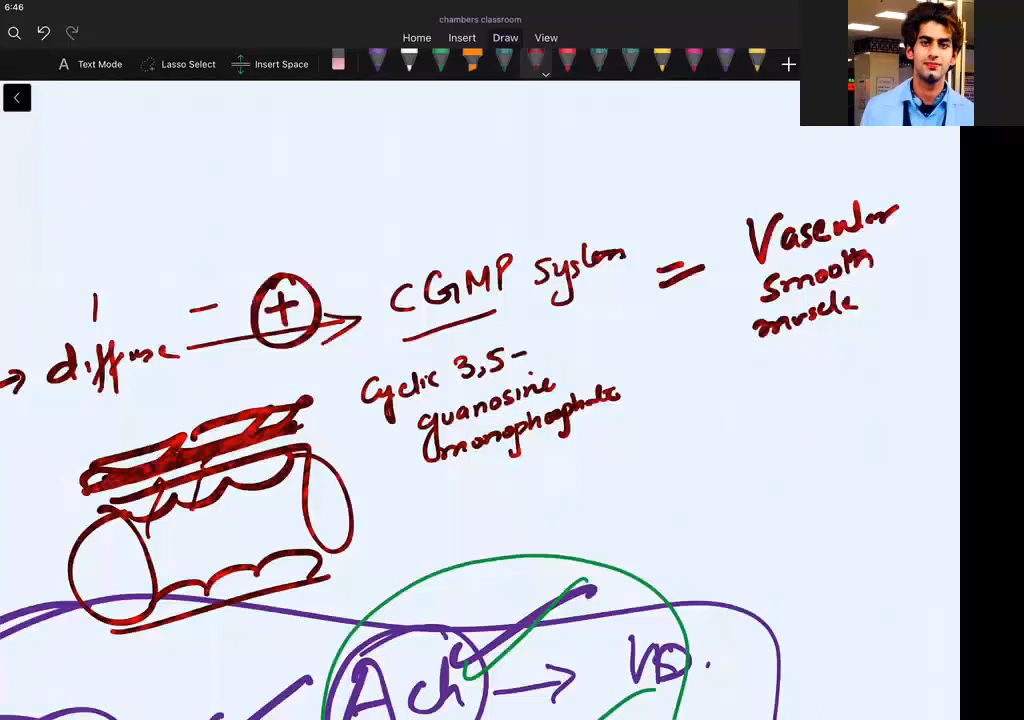 6:46
chambers classroom
Home Insert Draw View
A Text Mode Lasso Select Insert Space
→ diffuse
+
cGMP system = Vascular
smooth
muscle
Cyclic 3,5-
guanosine
monophosphate
Ach → VD.